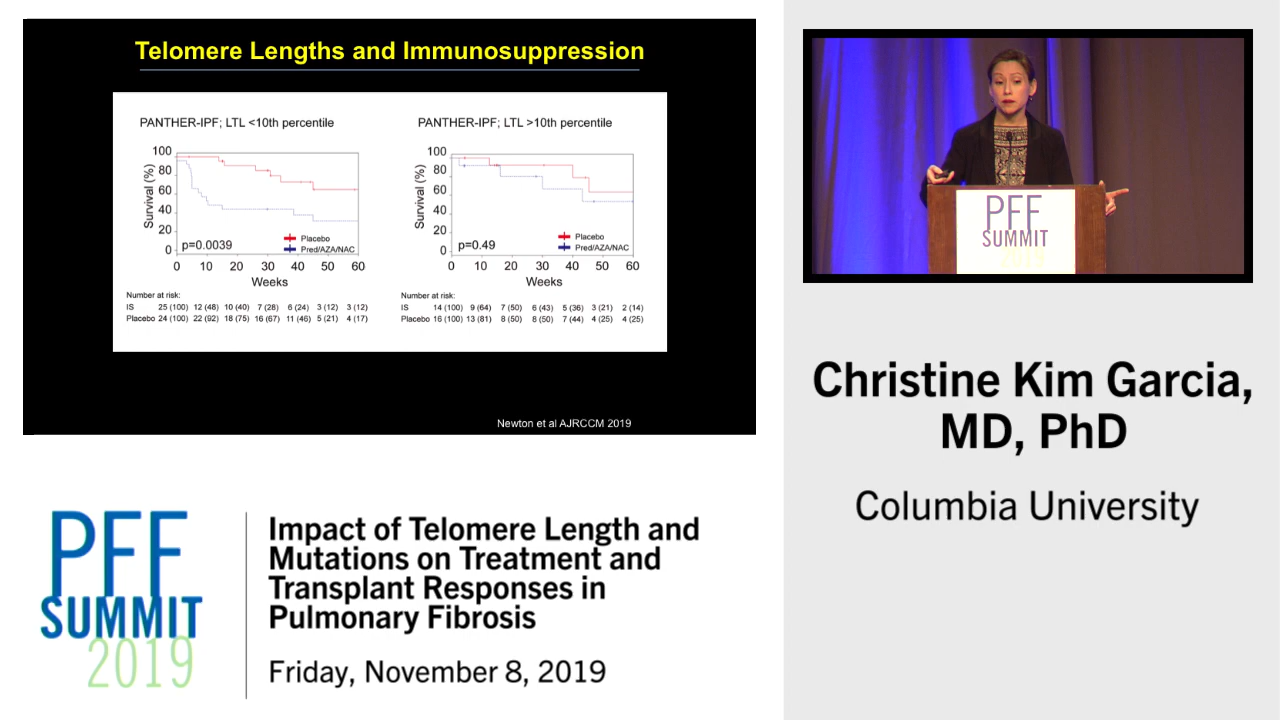 Telomere Lengths and Immunosuppression
PANTHER-IPF; LTL <10th percentile
100
80
60
40
20
0
Survival (%)
p=0.0039
Placebo
Pred/AZA/NAC
0 10 20 30 40 50 60
Weeks
Number at risk:
IS 25 (100) 12 (48) 10 (40) 7 (28) 6 (24) 3 (12) 3 (12)
Placebo 24 (100) 22 (92) 18 (75) 16 (67) 11 (46) 5 (21) 4 (17)
PANTHER-IPF; LTL >10th percentile
100
80
60
40
20
0
Survival (%)
p=0.49
Placebo
Pred/AZA/NAC
0 10 20 30 40 50 60
Weeks
Number at risk:
IS 14 (100) 9 (64) 7 (50) 6 (43) 5 (36) 3 (21) 2 (14)
Placebo 16 (100) 13 (81) 8 (50) 8 (50) 7 (44) 4 (25) 4 (25)
Newton et al AJRCCM 2019
PFF
SUMMIT
2019
Christine Kim Garcia,
MD, PhD
Columbia University
PFF
SUMMIT
2019
Impact of Telomere Length and
Mutations on Treatment and
Transplant Responses in
Pulmonary Fibrosis
Friday, November 8, 2019